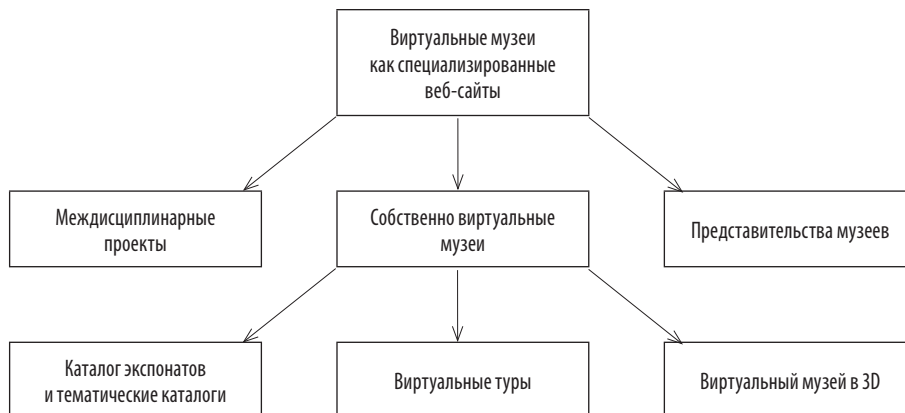 Виртуальные музеи
как специализированные
веб-сайты
Междисциплинарные
проекты
Собственно виртуальные
музеи
Представительства музеев
Каталог экспонатов
и тематические каталоги
Виртуальные туры
Виртуальный музей в 3D